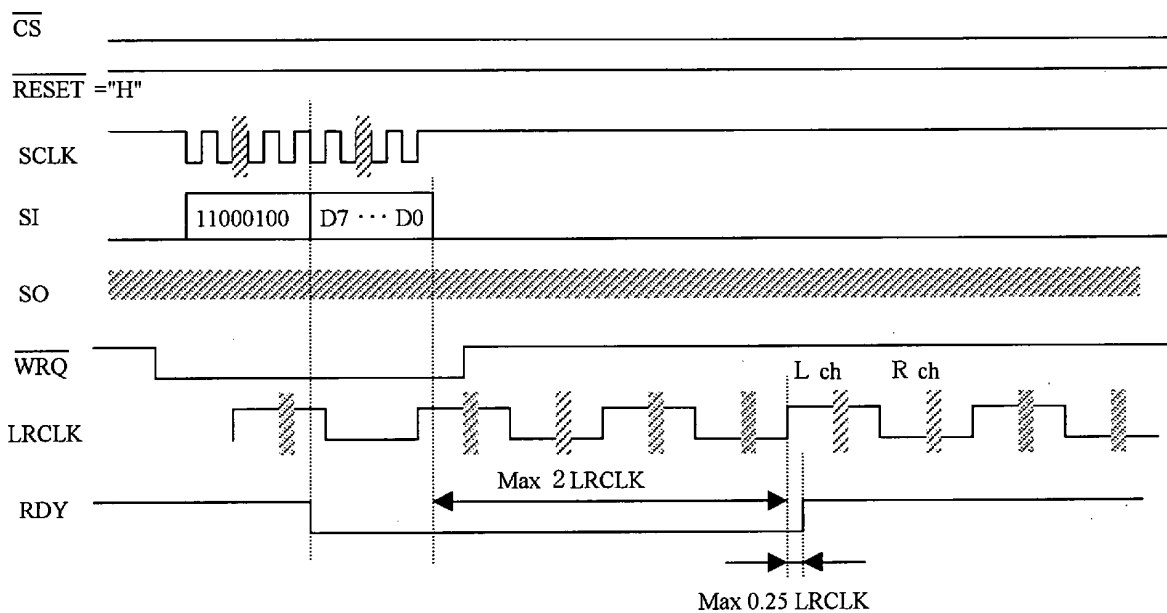 CS
RESET ="H"
SCLK
SI 11000100 D7 ··· D0
SO
WRQ
L ch R ch
LRCLK
Max 2 LRCLK
RDY
Max 0.25 LRCLK